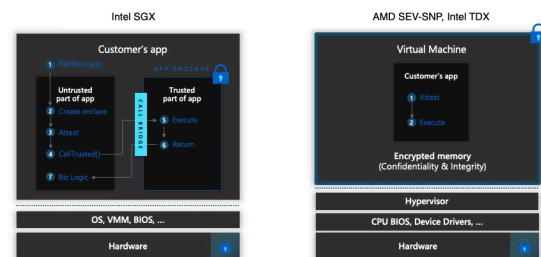 Intel SGX
Customer's app
1 Partition app
APP ENCLAVE
Untrusted
part of app
2 Create enclave
3 Attest
4 CallTrusted()
7 Biz Logic
CALL BRIDGE
Trusted
part of app
5 Execute
6 Return
OS, VMM, BIOS, ...
Hardware
AMD SEV-SNP, Intel TDX
Virtual Machine
Customer's app
1 Attest
2 Execute
Encrypted memory
(Confidentiality & Integrity)
Hypervisor
CPU BIOS, Device Drivers, ...
Hardware